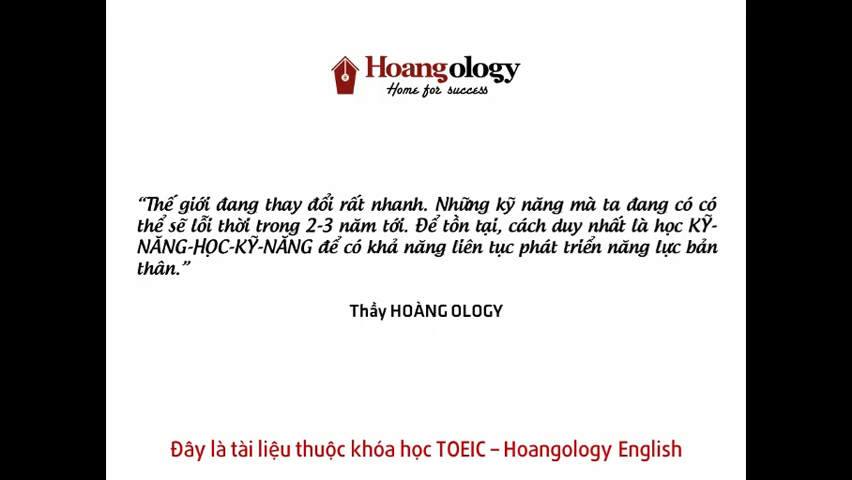 Hoangology
Home for success
“Thế giới đang thay đổi rất nhanh. Những kỹ năng mà ta đang có có
thể sẽ lỗi thời trong 2-3 năm tới. Để tồn tại, cách duy nhất là học KỸ-
NĂNG-HỌC-KỸ-NĂNG để có khả năng liên tục phát triển năng lực bản
thân.”
Thầy HOÀNG OLOGY
Đây là tài liệu thuộc khóa học TOEIC – Hoangology English